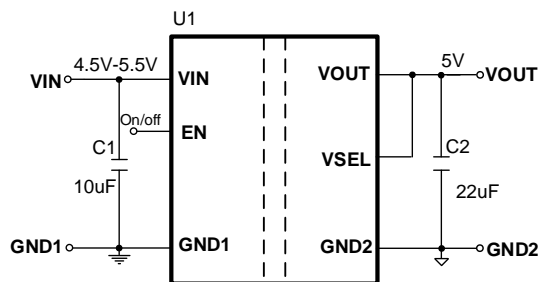 U1
4.5V-5.5V
VIN
VIN
VOUT
5V
VOUT
On/off
EN
C1
10uF
VSEL
C2
22uF
GND1
GND1
GND2
GND2